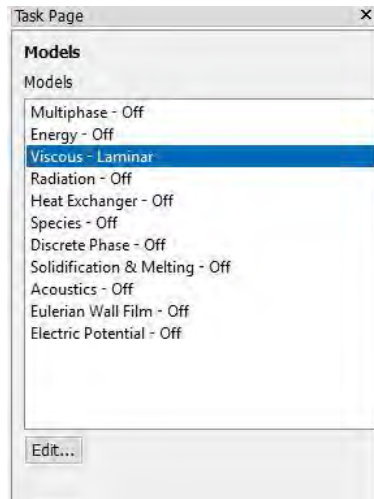 Task Page
Models
Models
Multiphase - Off
Energy - Off
Viscous - Laminar
Radiation - Off
Heat Exchanger - Off
Species - Off
Discrete Phase - Off
Solidification & Melting - Off
Acoustics - Off
Eulerian Wall Film - Off
Electric Potential - Off
Edit...